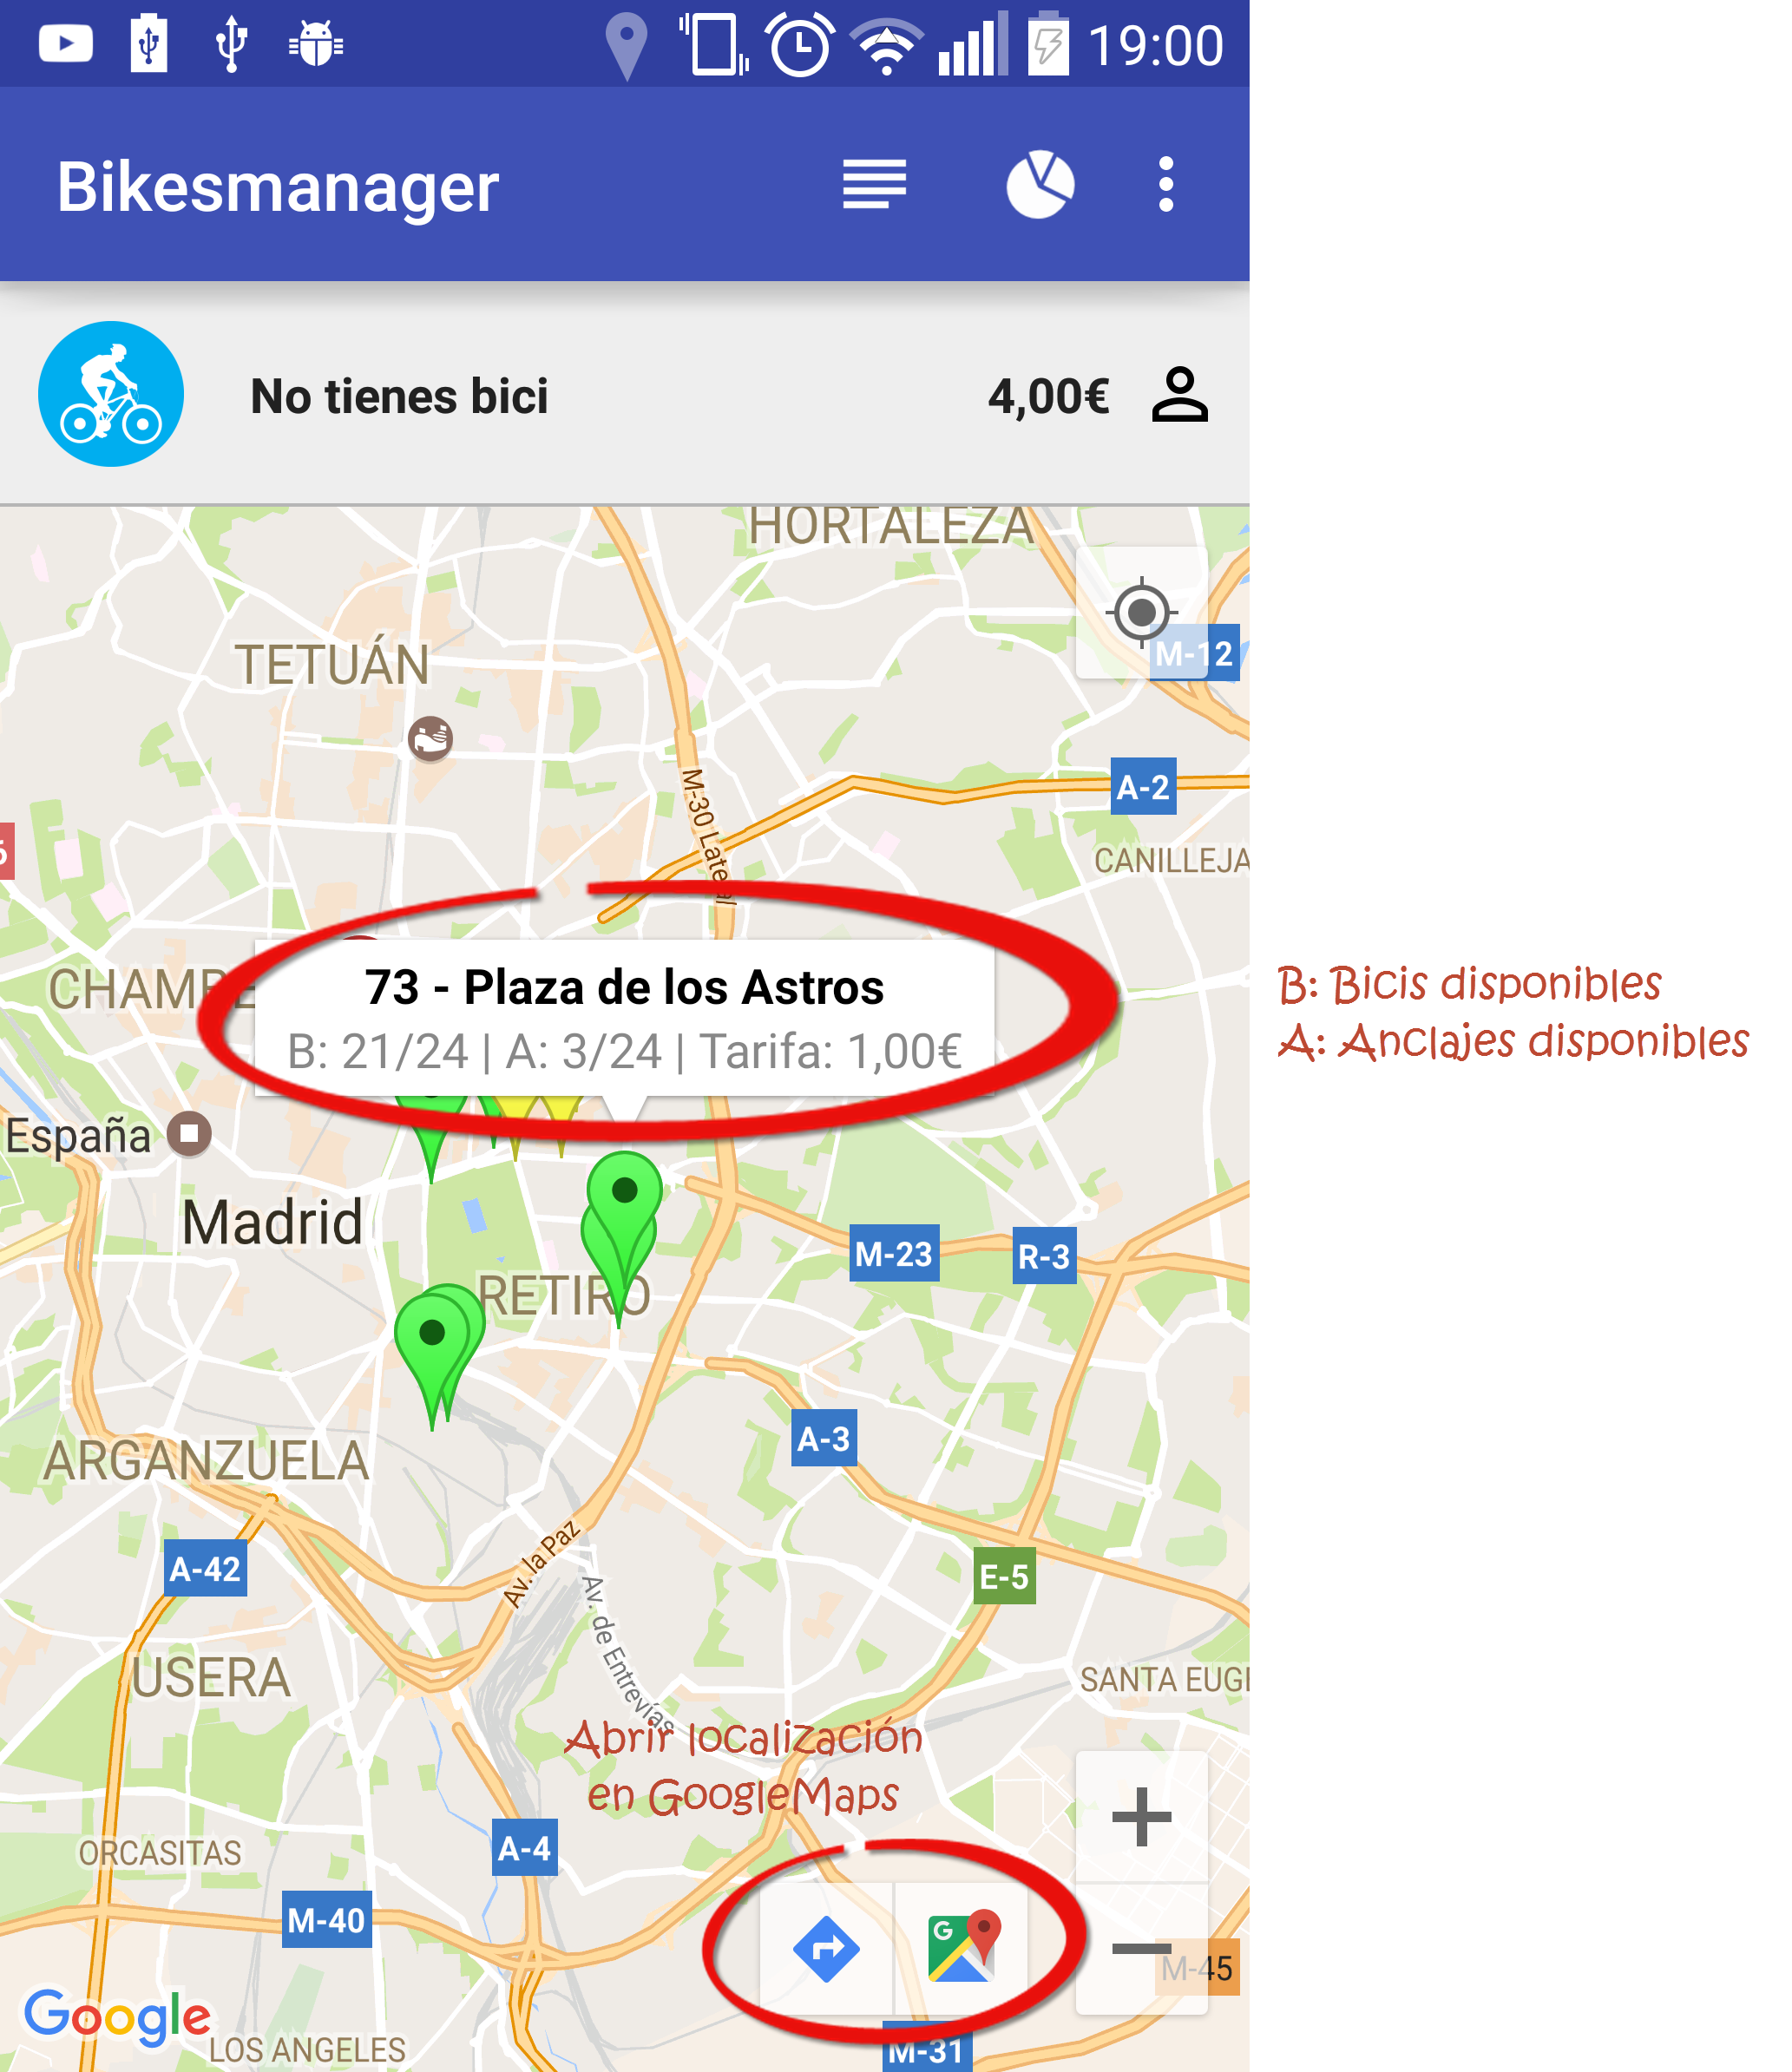 19:00
Bikesmanager
No tienes bici
4,00€
HORTALEZA
TETUÁN
M-12
M-30 Lateral
A-2
CANILLEJA
73 - Plaza de los Astros
B: 21/24 | A: 3/24 | Tarifa: 1,00€
B: Bicis disponibles
A: Anclajes disponibles
CHAMBE
España
Madrid
M-23
R-3
RETIRO
A-3
ARGANZUELA
A-42
Av. la Paz
E-5
Av. de Entrevías
USERA
SANTA EUGE
Abrir localización
en GoogleMaps
ORCASITAS
A-4
M-40
G
M-45
Google
LOS ANGELES
M-31